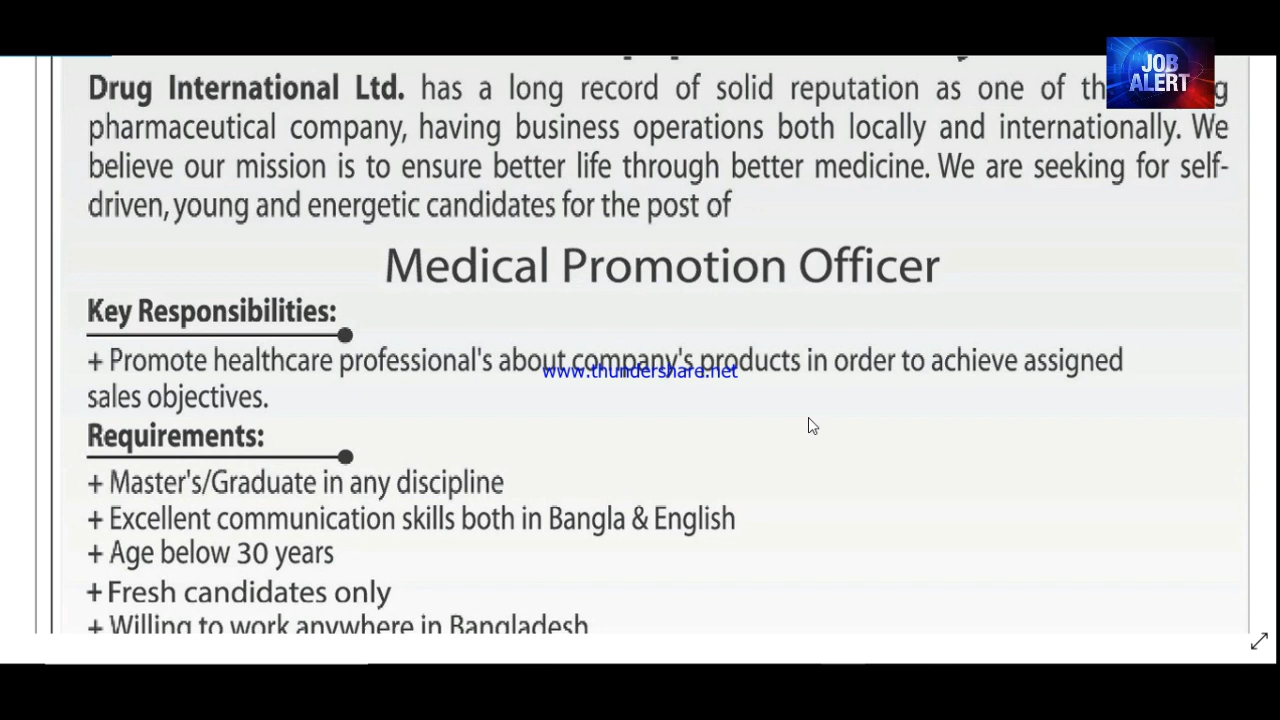 JOB
ALERT
Drug International Ltd. has a long record of solid reputation as one of
pharmaceutical company, having business operations both locally and internationally. We
believe our mission is to ensure better life through better medicine. We are seeking for self-
driven, young and energetic candidates for the post of
Medical Promotion Officer
Key Responsibilities:
+ Promote healthcare professional's about company's products in order to achieve assigned
www.thundershare.net
sales objectives.
Requirements:
+ Master's/Graduate in any discipline
+ Excellent communication skills both in Bangla & English
+ Age below 30 years
+ Fresh candidates only
+ Willing to work anywhere in Bangladesh